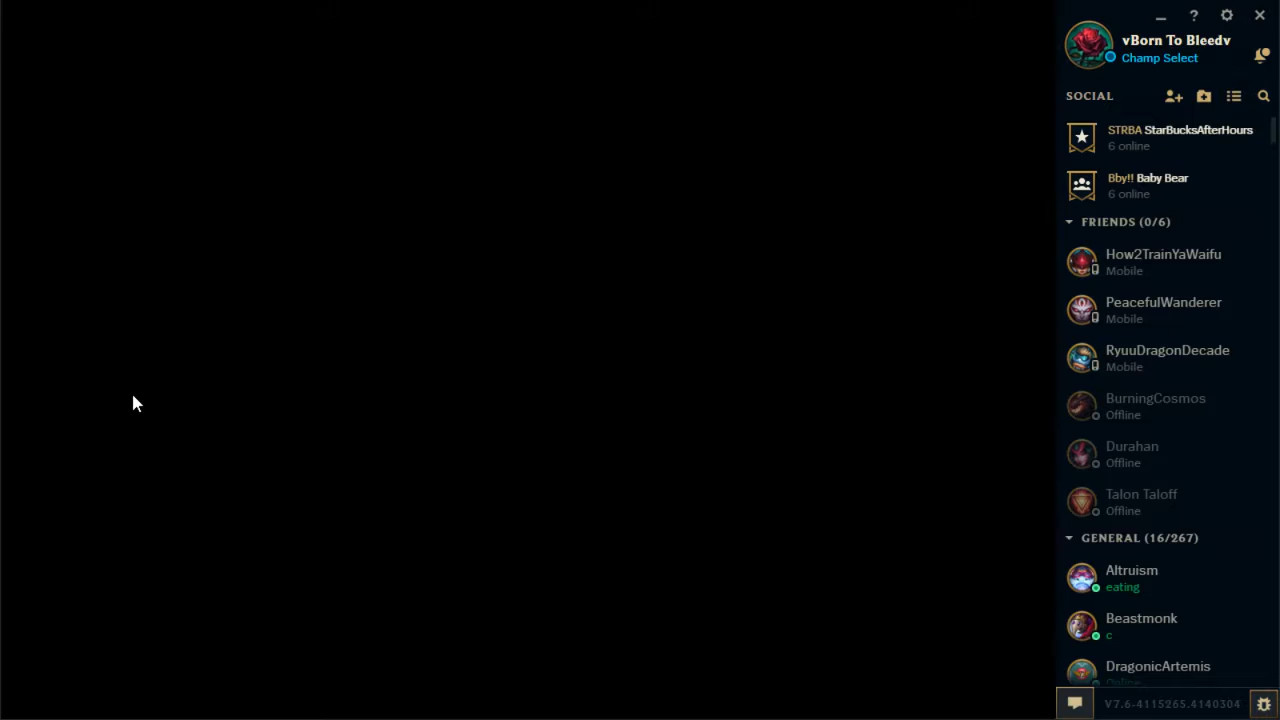 vBorn To Bleedv
Champ Select
SOCIAL
STRBA StarBucksAfterHours
6 online
Bby!! Baby Bear
6 online
FRIENDS (0/6)
How2TrainYaWaifu
Mobile
PeacefulWanderer
Mobile
RyuuDragonDecade
Mobile
BurningCosmos
Offline
Durahan
Offline
Talon Taloff
Offline
GENERAL (16/267)
Altruism
eating
Beastmonk
c
DragonicArtemis
Online
V7.6-4115265.4140304